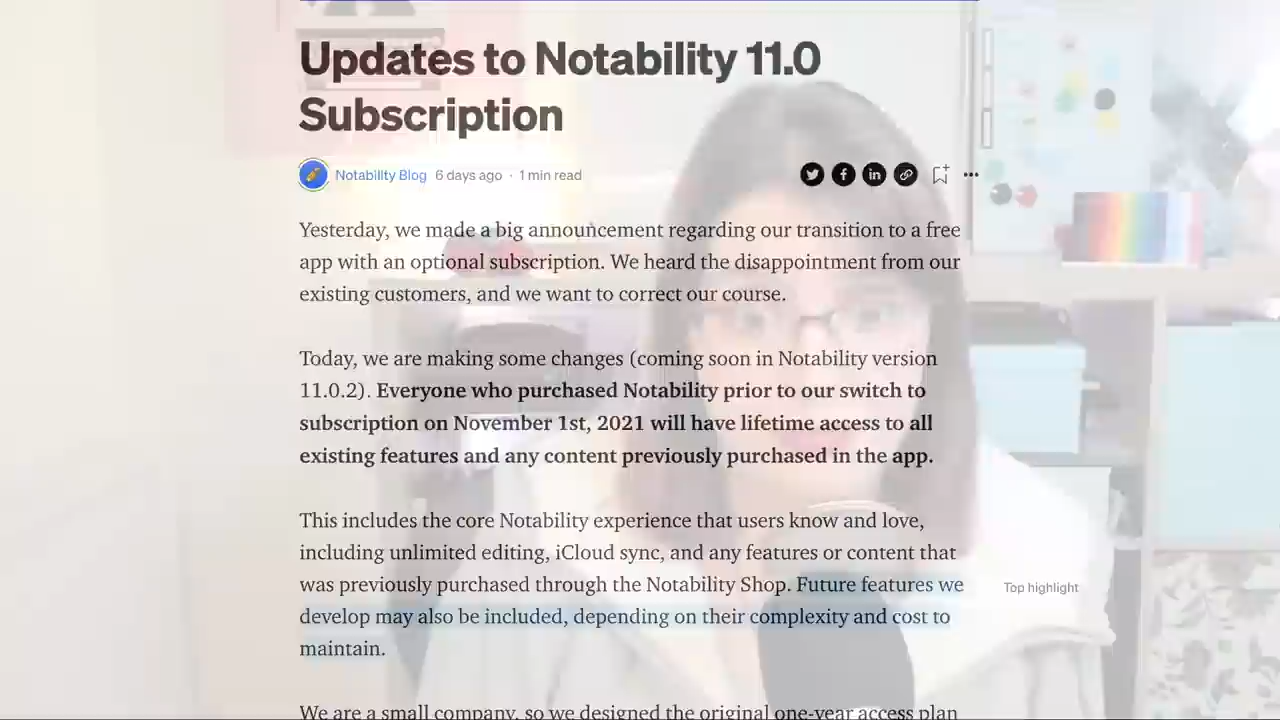 Updates to Notability 11.0
Subscription
Notability Blog 6 days ago · 1 min read
Yesterday, we made a big announcement regarding our transition to a free
app with an optional subscription. We heard the disappointment from our
existing customers, and we want to correct our course.
Today, we are making some changes (coming soon in Notability version
11.0.2). Everyone who purchased Notability prior to our switch to
subscription on November 1st, 2021 will have lifetime access to all
existing features and any content previously purchased in the app.
This includes the core Notability experience that users know and love,
including unlimited editing, iCloud sync, and any features or content that
was previously purchased through the Notability Shop. Future features we
Top highlight
develop may also be included, depending on their complexity and cost to
maintain.
We are a small company, so we designed the original one-year access plan